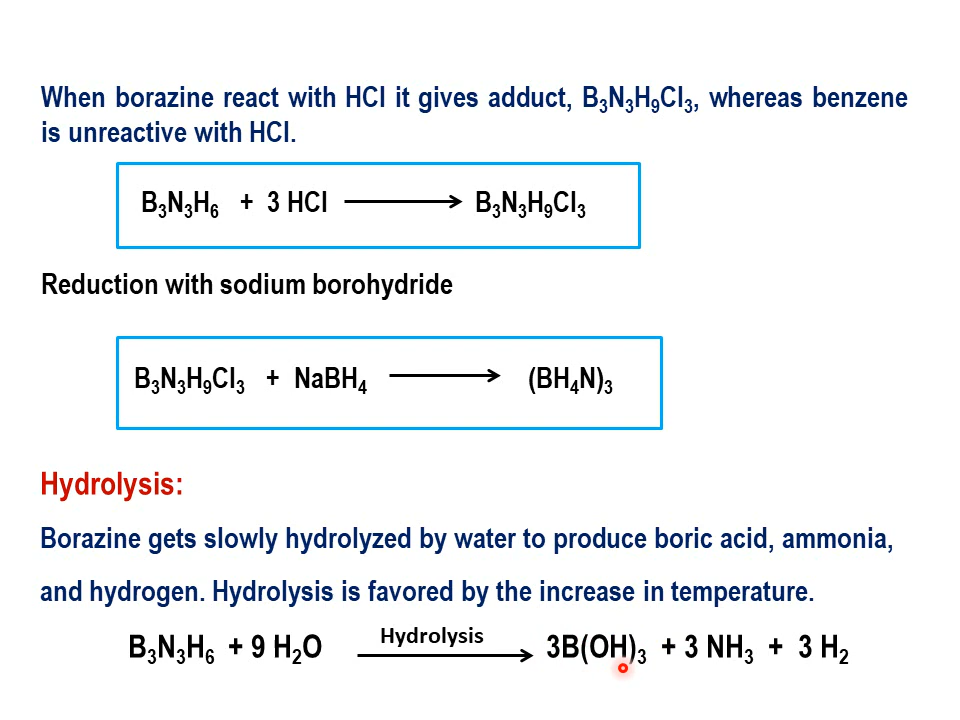 When borazine react with HCl it gives adduct, B₃N₃H₉Cl₃, whereas benzene
is unreactive with HCl.
B₃N₃H₆ + 3 HCl ⟶ B₃N₃H₉Cl₃
Reduction with sodium borohydride
B₃N₃H₉Cl₃ + NaBH₄ ⟶ (BH₄N)₃
Hydrolysis:
Borazine gets slowly hydrolyzed by water to produce boric acid, ammonia,
and hydrogen. Hydrolysis is favored by the increase in temperature.
Hydrolysis
B₃N₃H₆ + 9 H₂O ⟶ 3B(OH)₃ + 3 NH₃ + 3 H₂